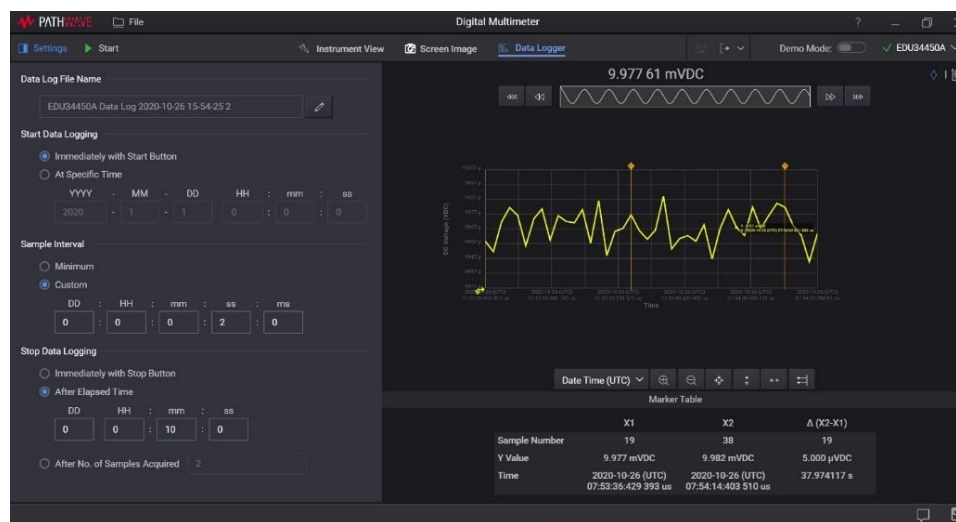 PATHWAVE File Digital Multimeter ?
Settings Start Instrument View Screen Image Data Logger Demo Mode: EDU34450A
Data Log File Name
EDU34450A Data Log 2020-10-26 15-54-25 2
Start Data Logging
Immediately with Start Button
At Specific Time
YYYY - MM - DD HH : mm : ss
2020 - 1 - 1 0 : 0 : 0
Sample Interval
Minimum
Custom
DD : HH : mm : ss : ms
0 : 0 : 0 : 2 : 0
Stop Data Logging
Immediately with Stop Button
After Elapsed Time
DD HH : mm : ss
0 0 : 10 : 0
After No. of Samples Acquired 2
9.977 61 mVDC
DC Voltage (VDC)
Time
Date Time (UTC)
Marker Table
X1 X2 Δ (X2-X1)
Sample Number 19 38 19
Y Value 9.977 mVDC 9.982 mVDC 5.000 μVDC
Time 2020-10-26 (UTC) 2020-10-26 (UTC) 37.974117 s
07:53:36:429 393 us 07:54:14:403 510 us